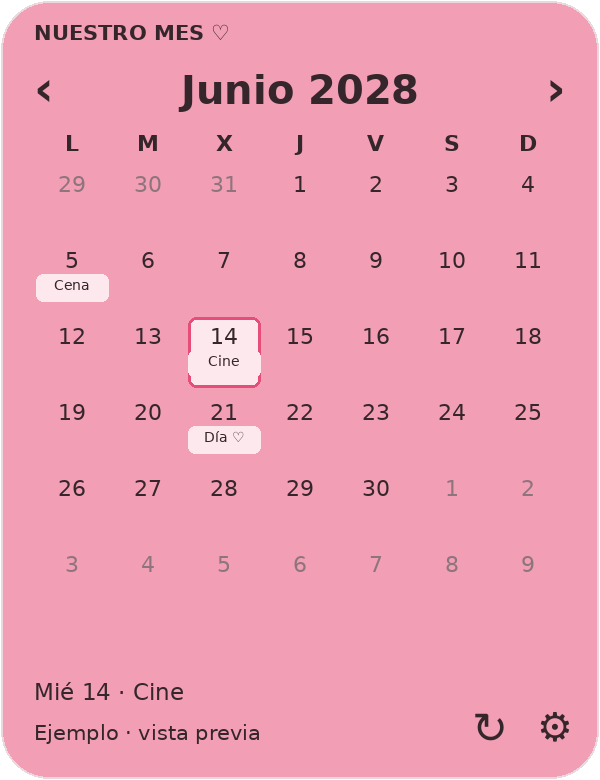 NUESTRO MES ♡
‹ Junio 2028 ›
L M X J V S D
29 30 31 1 2 3 4
5 6 7 8 9 10 11
Cena
12 13 14 15 16 17 18
Cine
19 20 21 22 23 24 25
Día ♡
26 27 28 29 30 1 2
3 4 5 6 7 8 9
Mié 14 · Cine
Ejemplo · vista previa ↻ ⚙